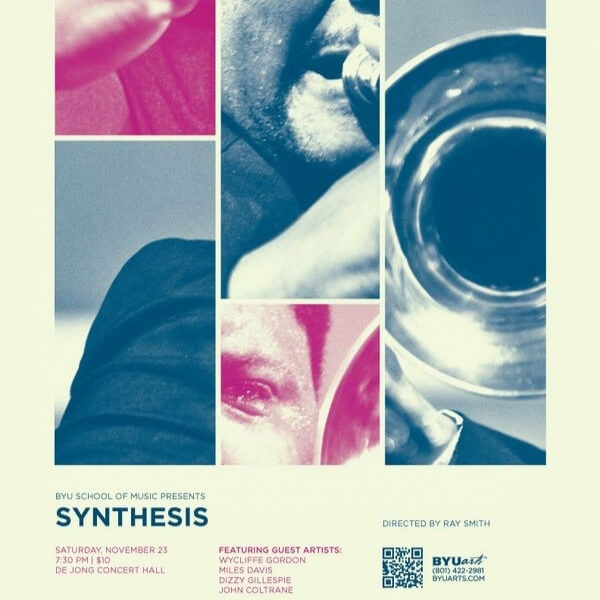 BYU SCHOOL OF MUSIC PRESENTS
SYNTHESIS
DIRECTED BY RAY SMITH
SATURDAY, NOVEMBER 23
7:30 PM | $10
DE JONG CONCERT HALL
FEATURING GUEST ARTISTS:
WYCLIFFE GORDON
MILES DAVIS
DIZZY GILLESPIE
JOHN COLTRANE
BYUarts
(801) 422-2981
BYUARTS.COM